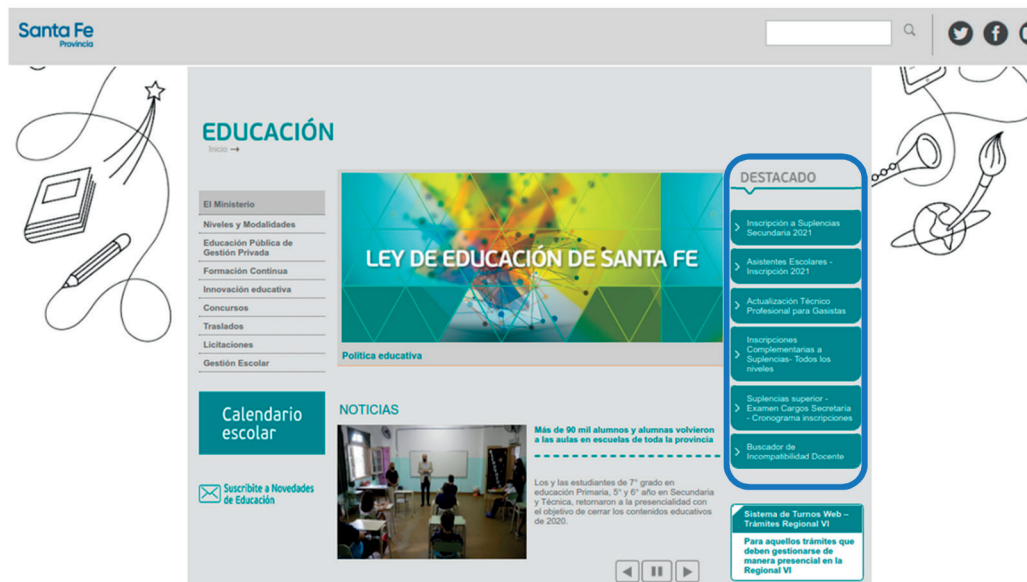 Santa Fe
Provincia
EDUCACIÓN
Inicio →
El Ministerio
Niveles y Modalidades
Educación Pública de
Gestión Privada
Formación Continua
Innovación educativa
Concursos
Traslados
Licitaciones
Gestión Escolar
Calendario
escolar
Suscribite a Novedades
de Educación
LEY DE EDUCACIÓN DE SANTA FE
Política educativa
NOTICIAS
Más de 90 mil alumnos y alumnas volvieron
a las aulas en escuelas de toda la provincia
Los y las estudiantes de 7° grado en
educación Primaria, 5° y 6° año en Secundaria
y Técnica, retornaron a la presencialidad con
el objetivo de cerrar los contenidos educativos
de 2020.
DESTACADO
Inscripción a Suplencias
Secundaria 2021
Asistentes Escolares -
Inscripción 2021
Actualización Técnico
Profesional para Gasistas
Inscripciones
Complementarias a
Suplencias- Todos los
niveles
Suplencias superior -
Examen Cargos Secretaría
- Cronograma inscripciones
Buscador de
Incompatibilidad Docente
Sistema de Turnos Web –
Trámites Regional VI
Para aquellos trámites que
deben gestionarse de
manera presencial en la
Regional VI